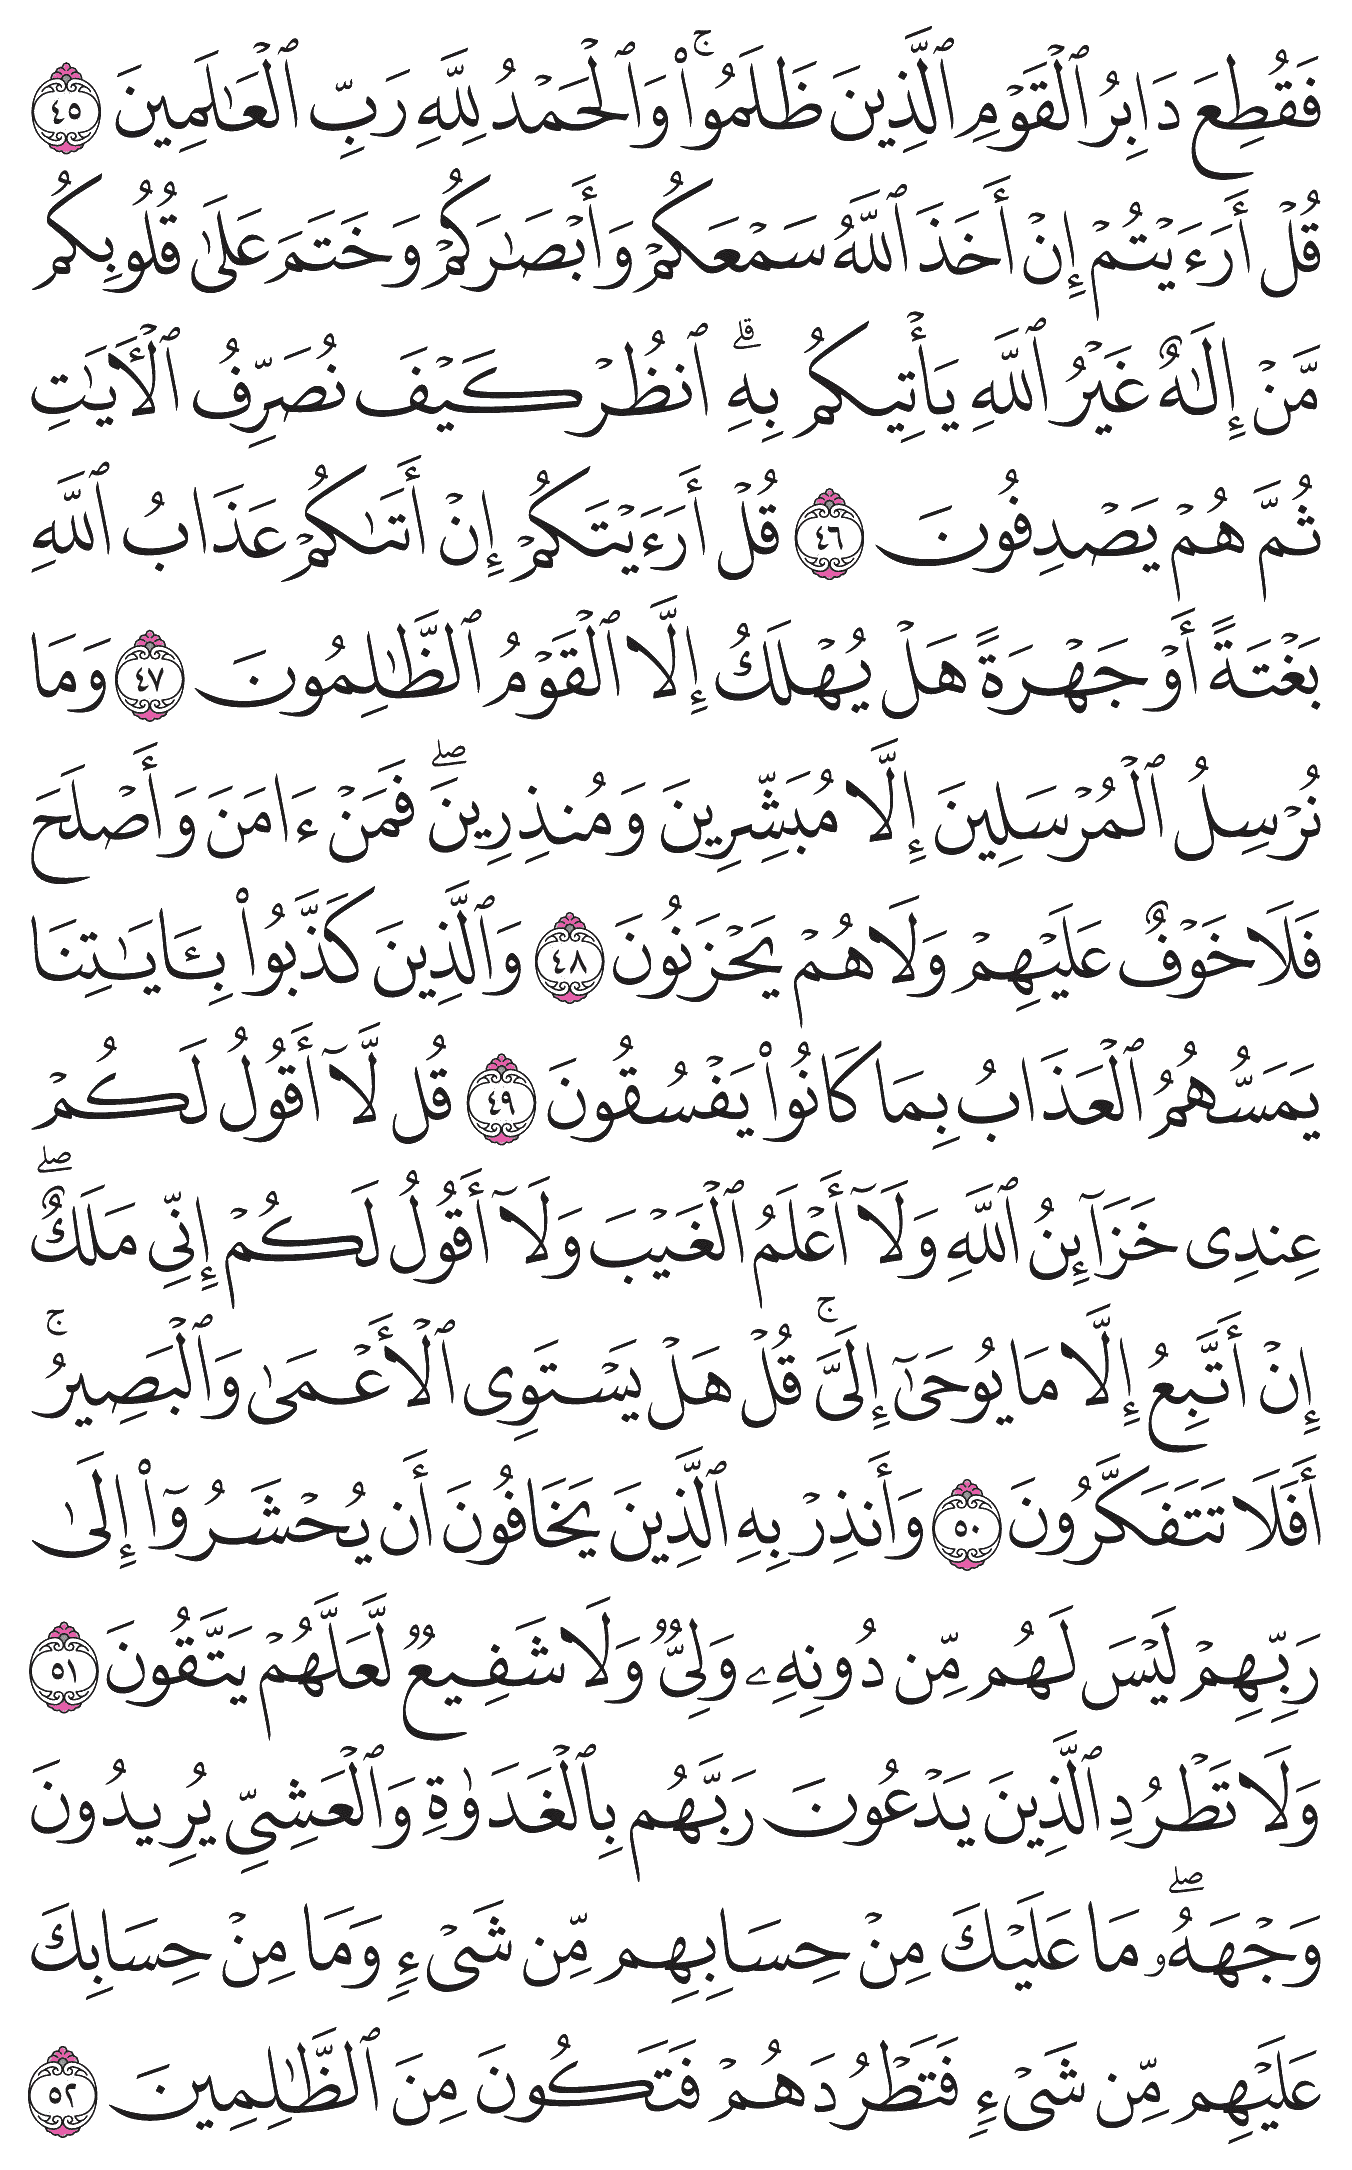 فَقُطِعَ دَابِرُ ٱلْقَوْمِ ٱلَّذِينَ ظَلَمُوا۟ ۚ وَٱلْحَمْدُ لِلَّهِ رَبِّ ٱلْعَـٰلَمِينَ ٤٥
قُلْ أَرَءَيْتُمْ إِنْ أَخَذَ ٱللَّهُ سَمْعَكُمْ وَأَبْصَـٰرَكُمْ وَخَتَمَ عَلَىٰ قُلُوبِكُم
مَّنْ إِلَـٰهٌ غَيْرُ ٱللَّهِ يَأْتِيكُم بِهِ ۗ ٱنظُرْ كَيْفَ نُصَرِّفُ ٱلْـَٔايَـٰتِ
ثُمَّ هُمْ يَصْدِفُونَ ٤٦ قُلْ أَرَءَيْتَكُمْ إِنْ أَتَىٰكُمْ عَذَابُ ٱللَّهِ
بَغْتَةً أَوْ جَهْرَةً هَلْ يُهْلَكُ إِلَّا ٱلْقَوْمُ ٱلظَّـٰلِمُونَ ٤٧ وَمَا
نُرْسِلُ ٱلْمُرْسَلِينَ إِلَّا مُبَشِّرِينَ وَمُنذِرِينَ ۖ فَمَنْ ءَامَنَ وَأَصْلَحَ
فَلَا خَوْفٌ عَلَيْهِمْ وَلَا هُمْ يَحْزَنُونَ ٤٨ وَٱلَّذِينَ كَذَّبُوا۟ بِـَٔايَـٰتِنَا
يَمَسُّهُمُ ٱلْعَذَابُ بِمَا كَانُوا۟ يَفْسُقُونَ ٤٩ قُل لَّآ أَقُولُ لَكُمْ
عِندِى خَزَآئِنُ ٱللَّهِ وَلَآ أَعْلَمُ ٱلْغَيْبَ وَلَآ أَقُولُ لَكُمْ إِنِّى مَلَكٌ ۖ
إِنْ أَتَّبِعُ إِلَّا مَا يُوحَىٰٓ إِلَىَّ ۚ قُلْ هَلْ يَسْتَوِى ٱلْأَعْمَىٰ وَٱلْبَصِيرُ ۚ
أَفَلَا تَتَفَكَّرُونَ ٥٠ وَأَنذِرْ بِهِ ٱلَّذِينَ يَخَافُونَ أَن يُحْشَرُوٓا۟ إِلَىٰ
رَبِّهِمْ لَيْسَ لَهُم مِّن دُونِهِۦ وَلِىٌّ وَلَا شَفِيعٌ لَّعَلَّهُمْ يَتَّقُونَ ٥١
وَلَا تَطْرُدِ ٱلَّذِينَ يَدْعُونَ رَبَّهُم بِٱلْغَدَوٰةِ وَٱلْعَشِىِّ يُرِيدُونَ
وَجْهَهُۥ ۖ مَا عَلَيْكَ مِنْ حِسَابِهِم مِّن شَىْءٍ وَمَا مِنْ حِسَابِكَ
عَلَيْهِم مِّن شَىْءٍ فَتَطْرُدَهُمْ فَتَكُونَ مِنَ ٱلظَّـٰلِمِينَ ٥٢